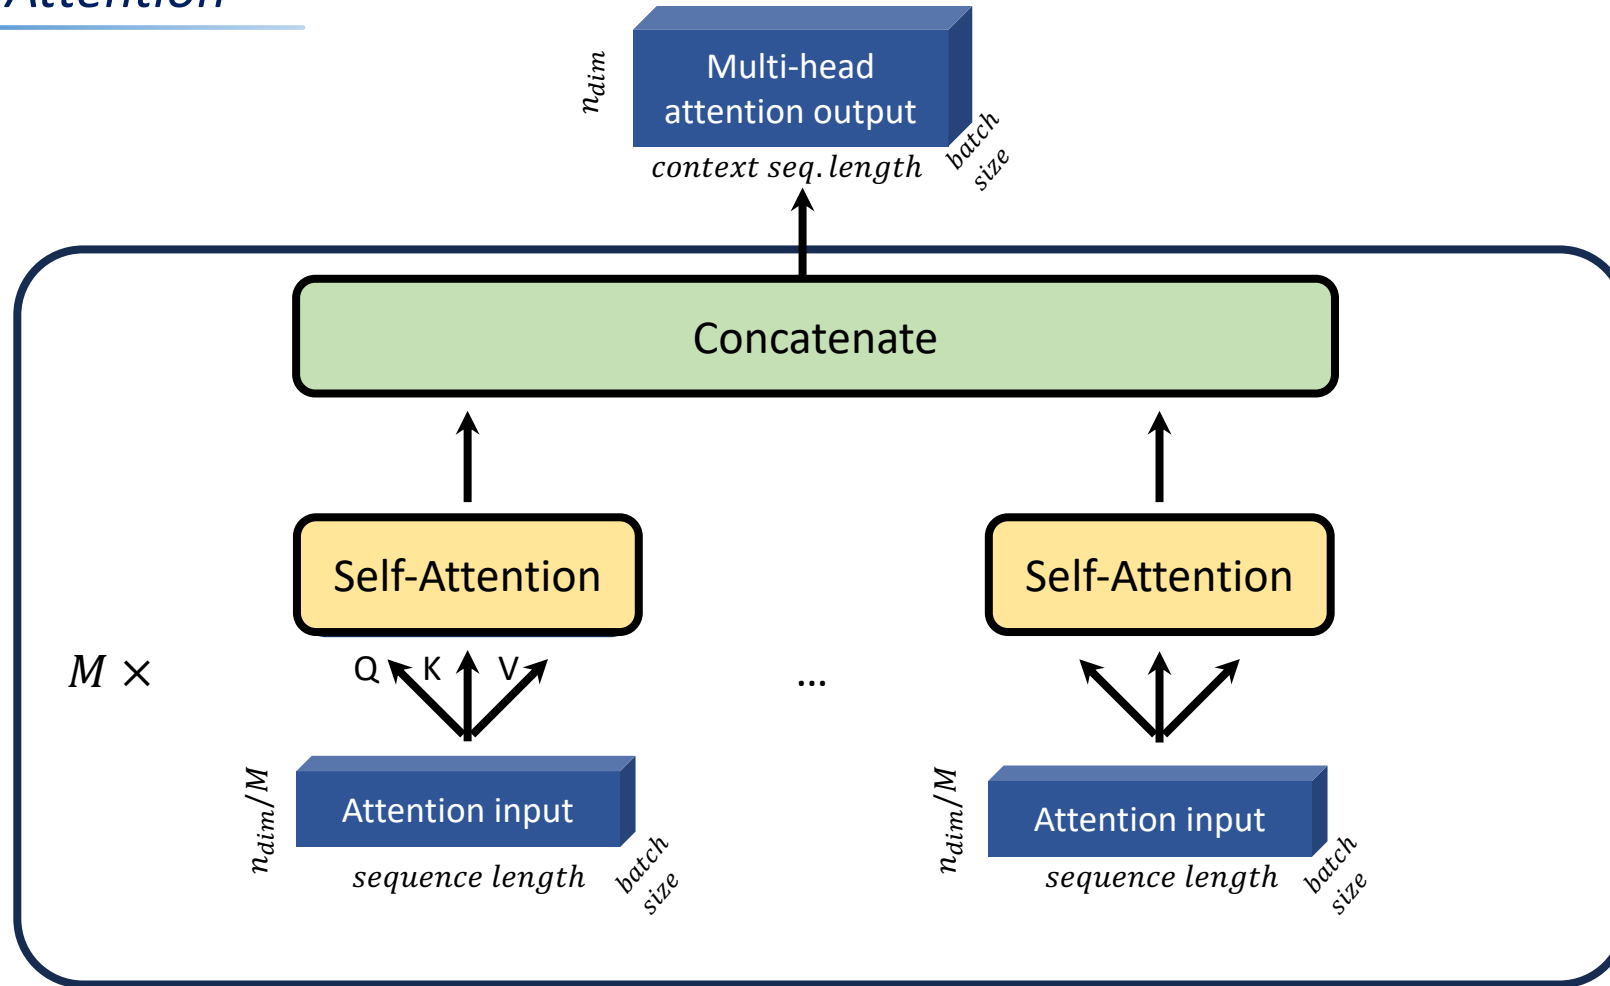 Attention
n_dim
Multi-head
attention output
context seq. length
batch
size
Concatenate
Self-Attention
Self-Attention
M ×
Q
K
V
...
n_dim/M
Attention input
sequence length
batch
size
n_dim/M
Attention input
sequence length
batch
size